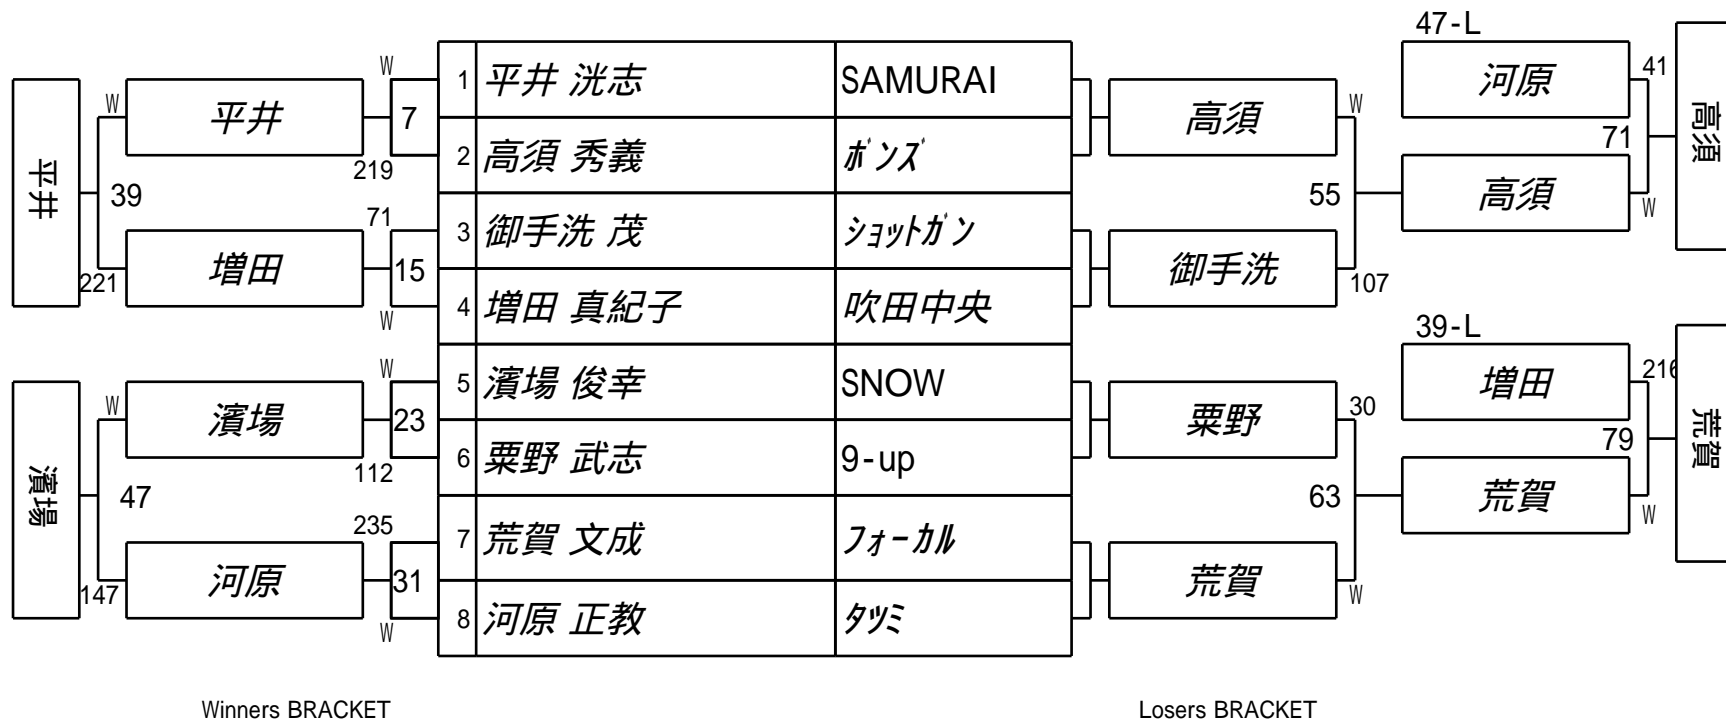 47-L
W
1 平井 洸志 SAMURAI
河原 41
W 平井 7
高須 W
高須
219
2 高須 秀義 ボンズ
71
平井
39
55
高須 W
71
3 御手洗 茂 ショットガン
221 増田 15
御手洗 107
W
4 増田 真紀子 吹田中央
39-L
W
5 濱場 俊幸 SNOW
増田 216
W 濱場 23
粟野 30
荒賀
112
6 粟野 武志 9-up
79
濱場
47
63
荒賀 W
235
7 荒賀 文成 フォーカル
147 河原 31
荒賀 W
W
8 河原 正教 タツミ
Winners BRACKET
Losers BRACKET